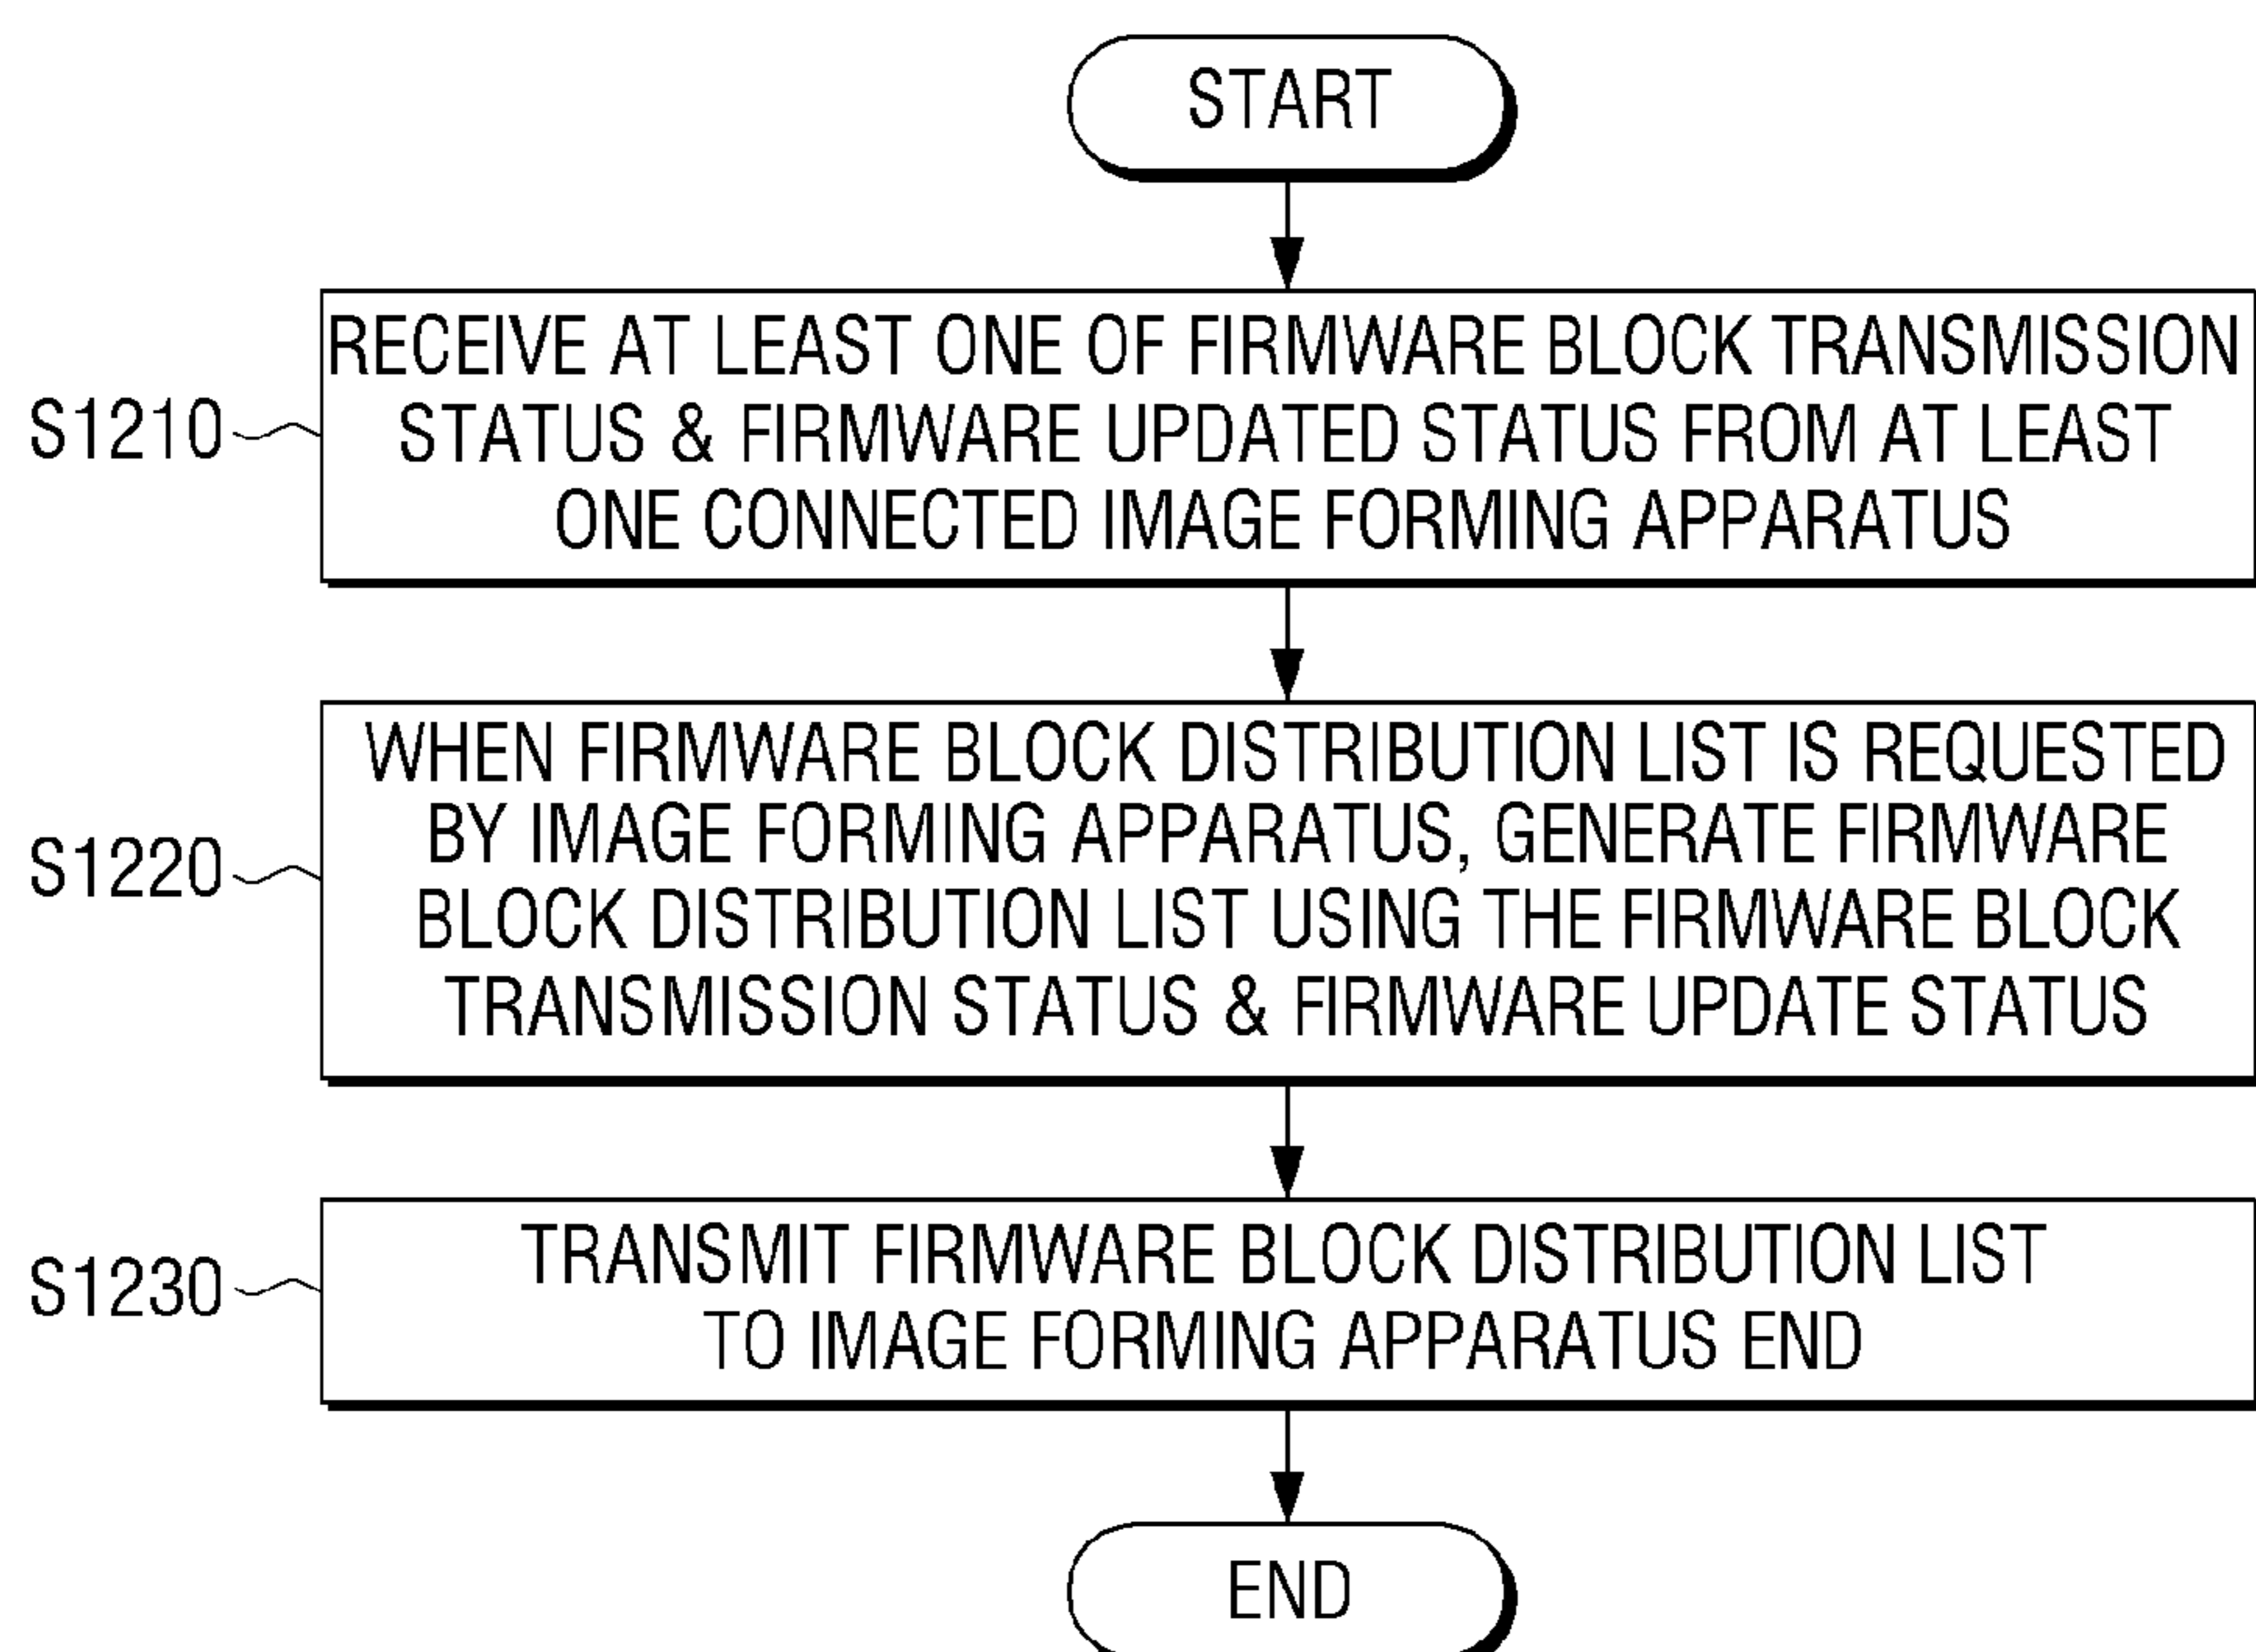 START
RECEIVE AT LEAST ONE OF FIRMWARE BLOCK TRANSMISSION
S1210 STATUS & FIRMWARE UPDATED STATUS FROM AT LEAST
ONE CONNECTED IMAGE FORMING APPARATUS
WHEN FIRMWARE BLOCK DISTRIBUTION LIST IS REQUESTED
BY IMAGE FORMING APPARATUS, GENERATE FIRMWARE
S1220
BLOCK DISTRIBUTION LIST USING THE FIRMWARE BLOCK
TRANSMISSION STATUS & FIRMWARE UPDATE STATUS
TRANSMIT FIRMWARE BLOCK DISTRIBUTION LIST
S1230
TO IMAGE FORMING APPARATUS END
END